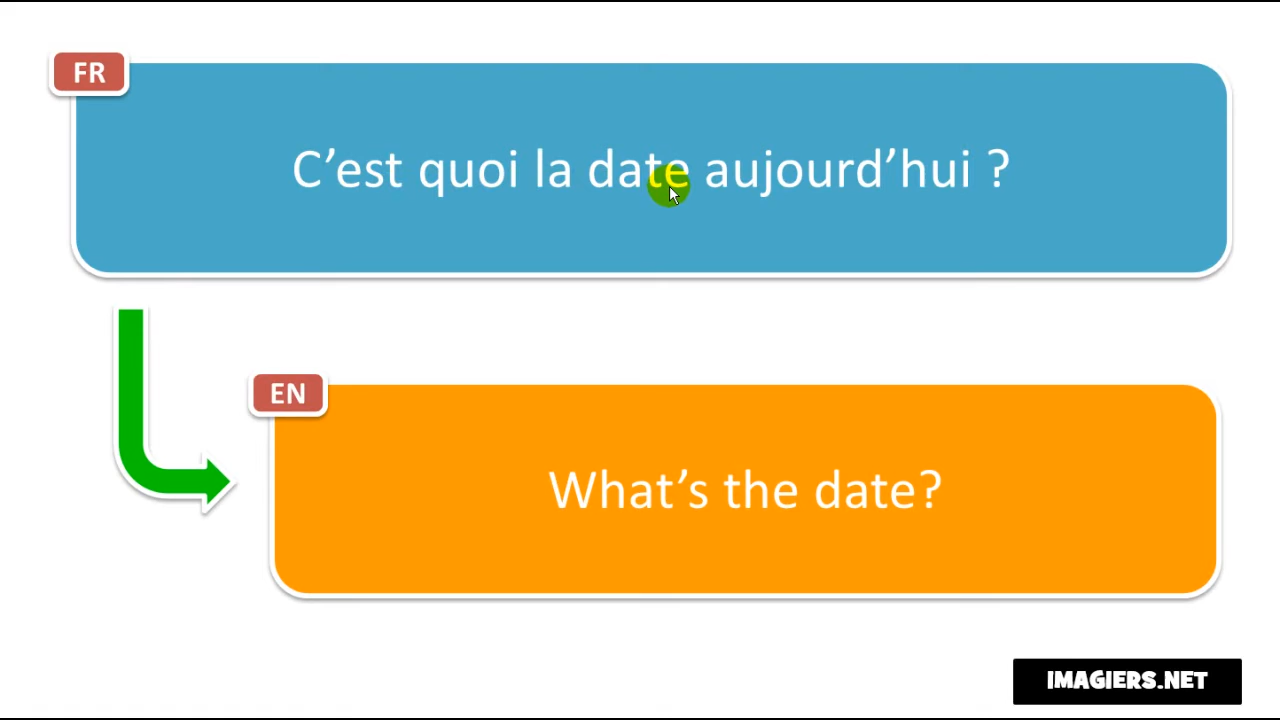 FR
C’est quoi la date aujourd’hui ?
EN
What’s the date?
IMAGIERS.NET